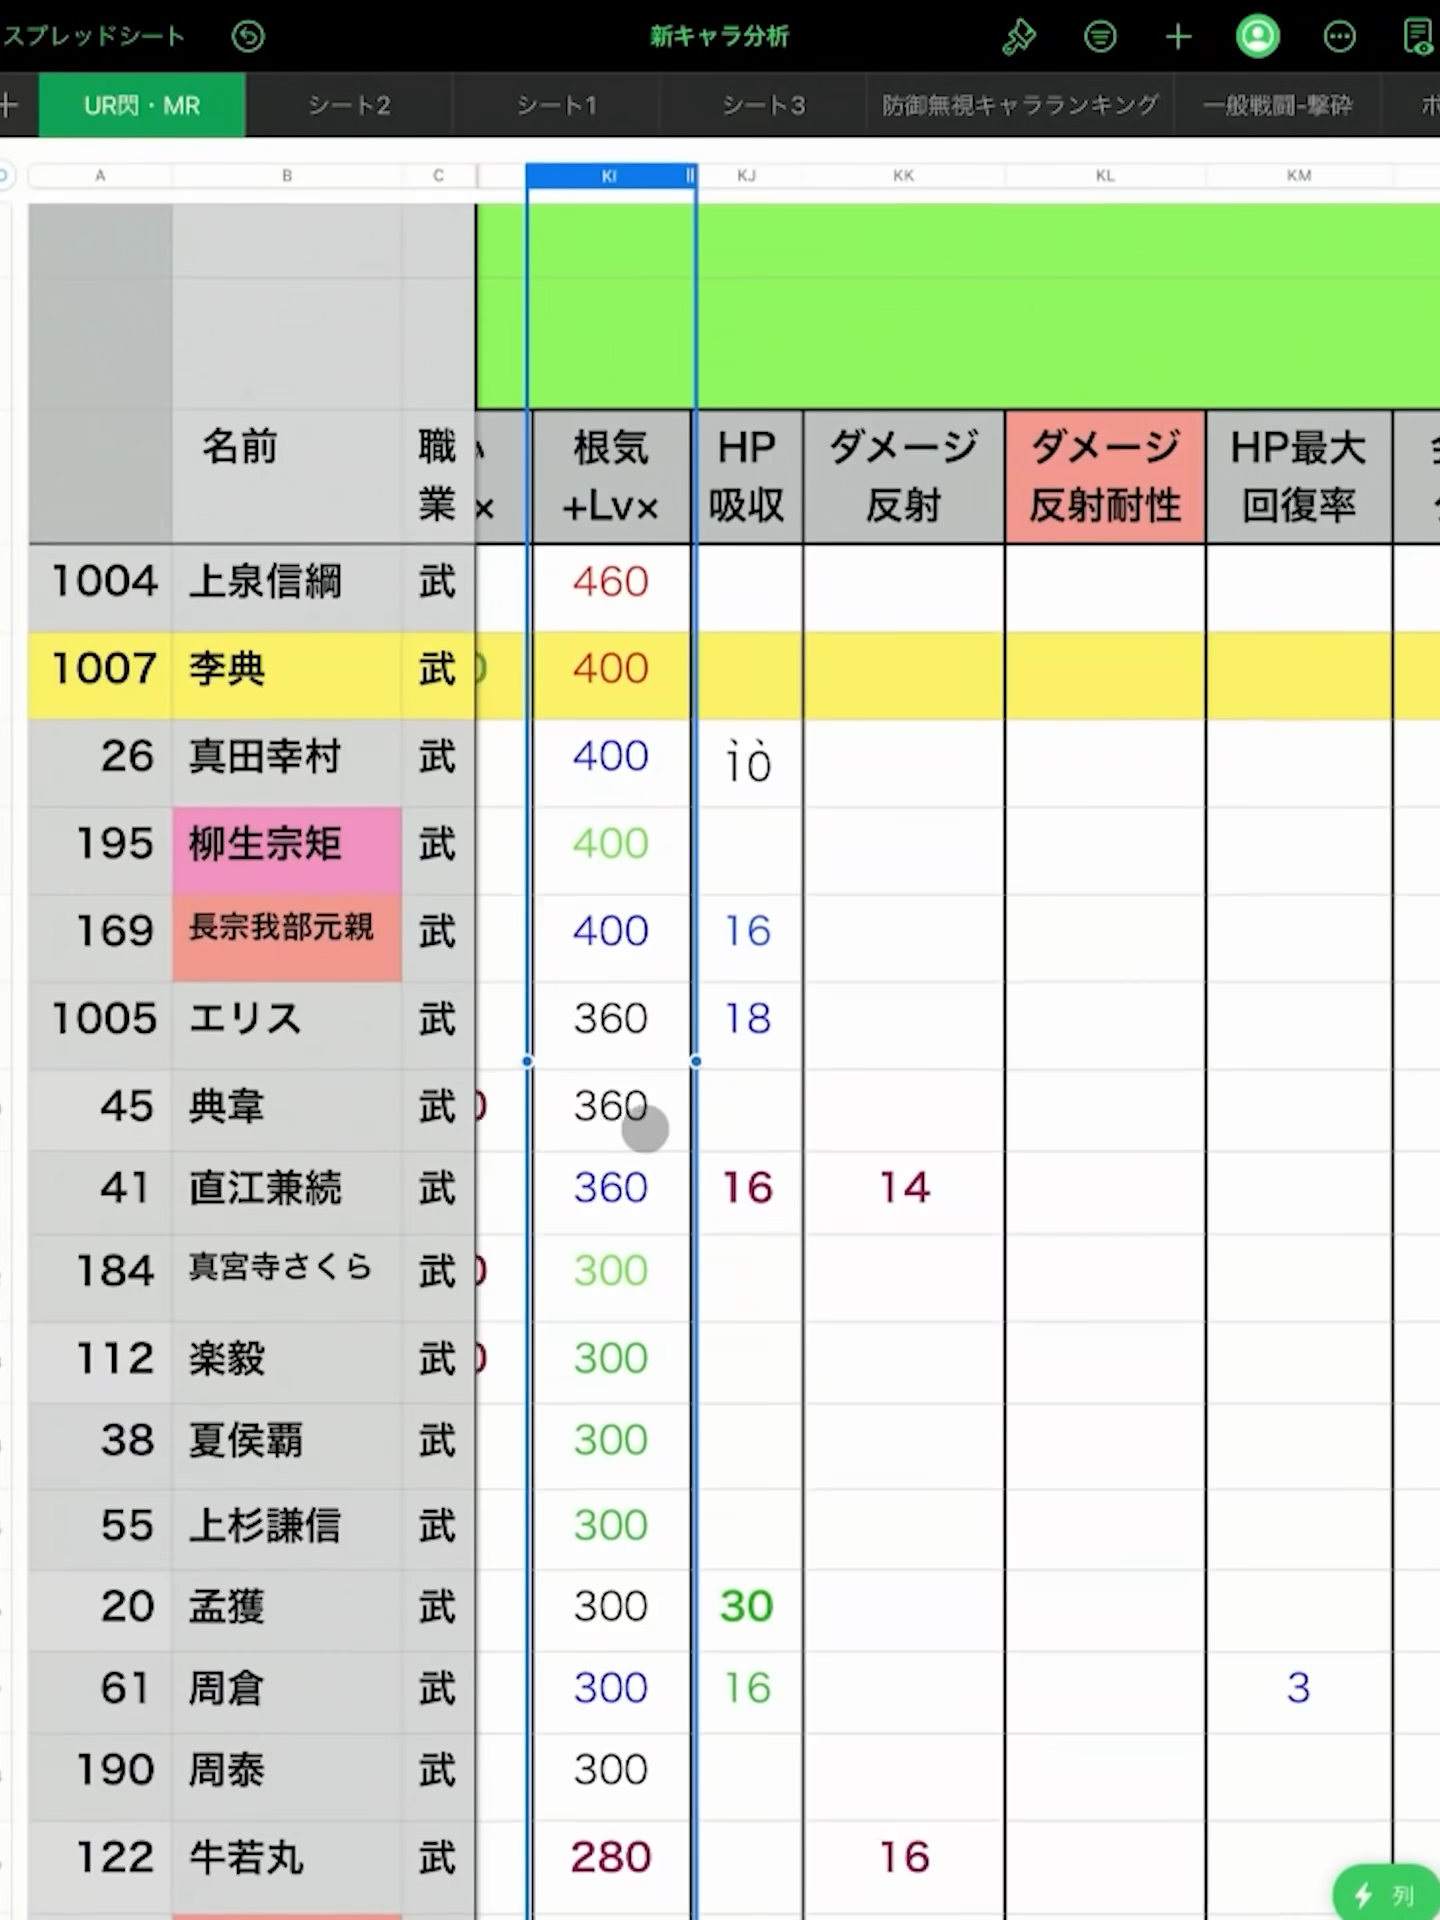 スプレッドシート 新キャラ分析
UR閃・MR シート2 シート1 シート3 防御無視キャラランキング 一般戦闘-撃砕
A B C KI KJ KK KL KM
名前 職業 根気+Lv× HP吸収 ダメージ反射 ダメージ反射耐性 HP最大回復率
1004 上泉信綱 武 460
1007 李典 武 400
26 真田幸村 武 400 ìò
195 柳生宗矩 武 400
169 長宗我部元親 武 400 16
1005 エリス 武 360 18
45 典韋 武 360
41 直江兼続 武 360 16 14
184 真宮寺さくら 武 300
112 楽毅 武 300
38 夏侯覇 武 300
55 上杉謙信 武 300
20 孟獲 武 300 30
61 周倉 武 300 16 3
190 周泰 武 300
122 牛若丸 武 280 16
列